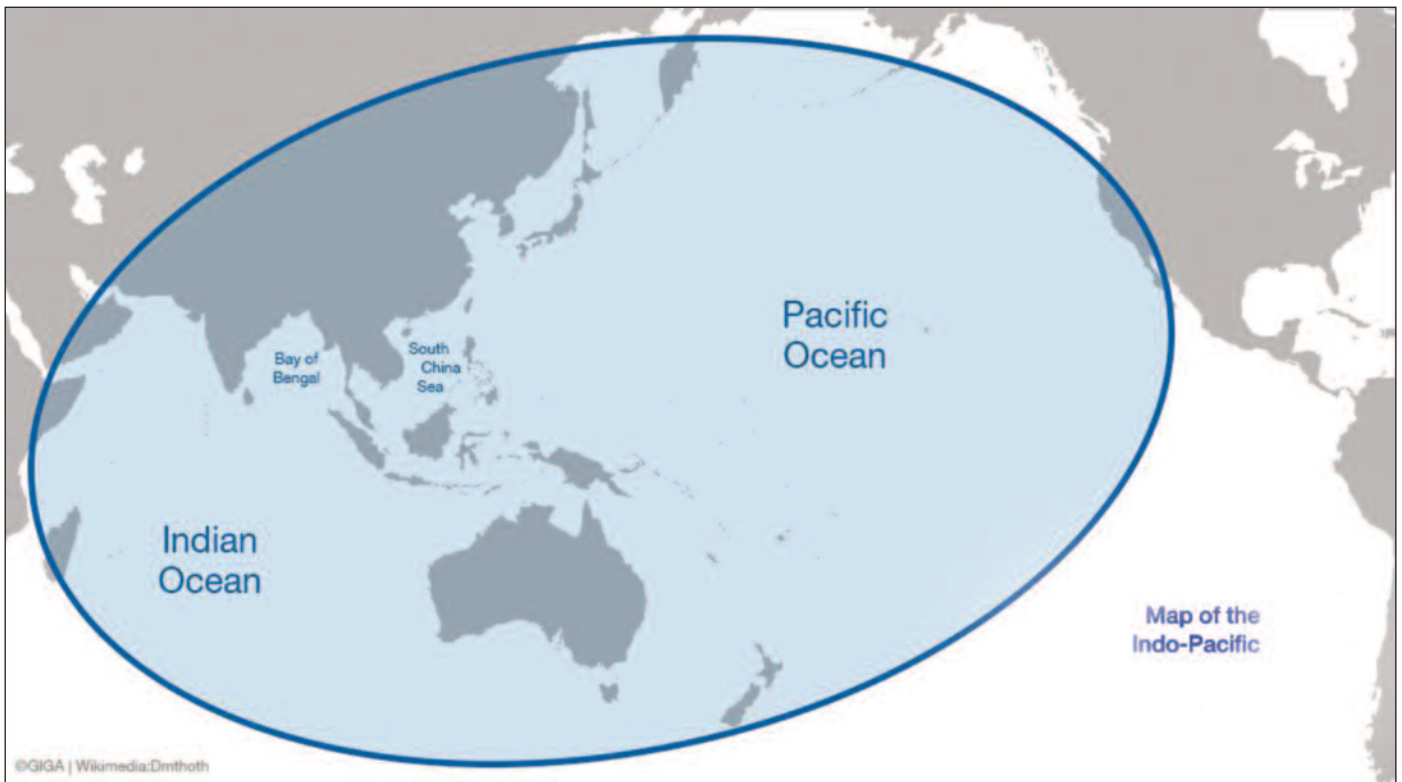 Pacific
Ocean
Bay of
Bengal
South
China
Sea
Indian
Ocean
Map of the
Indo-Pacific
©GIGA | Wikimedia:Dmthoth